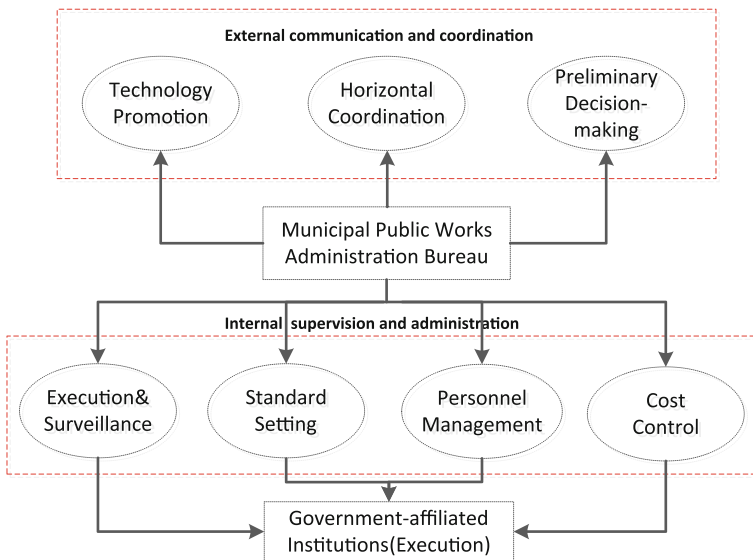 External communication and coordination
Technology
Promotion
Horizontal
Coordination
Preliminary
Decision-
making
Municipal Public Works
Administration Bureau
Internal supervision and administration
Execution&
Surveillance
Standard
Setting
Personnel
Management
Cost
Control
Government-affiliated
Institutions(Execution)